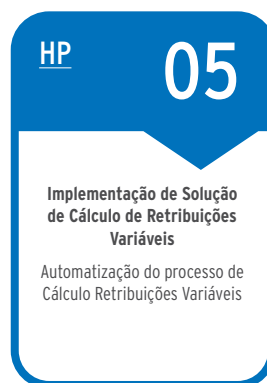 HP
05
Implementação de Solução
de Cálculo de Retribuições
Variáveis
Automatização do processo de
Cálculo Retribuições Variáveis